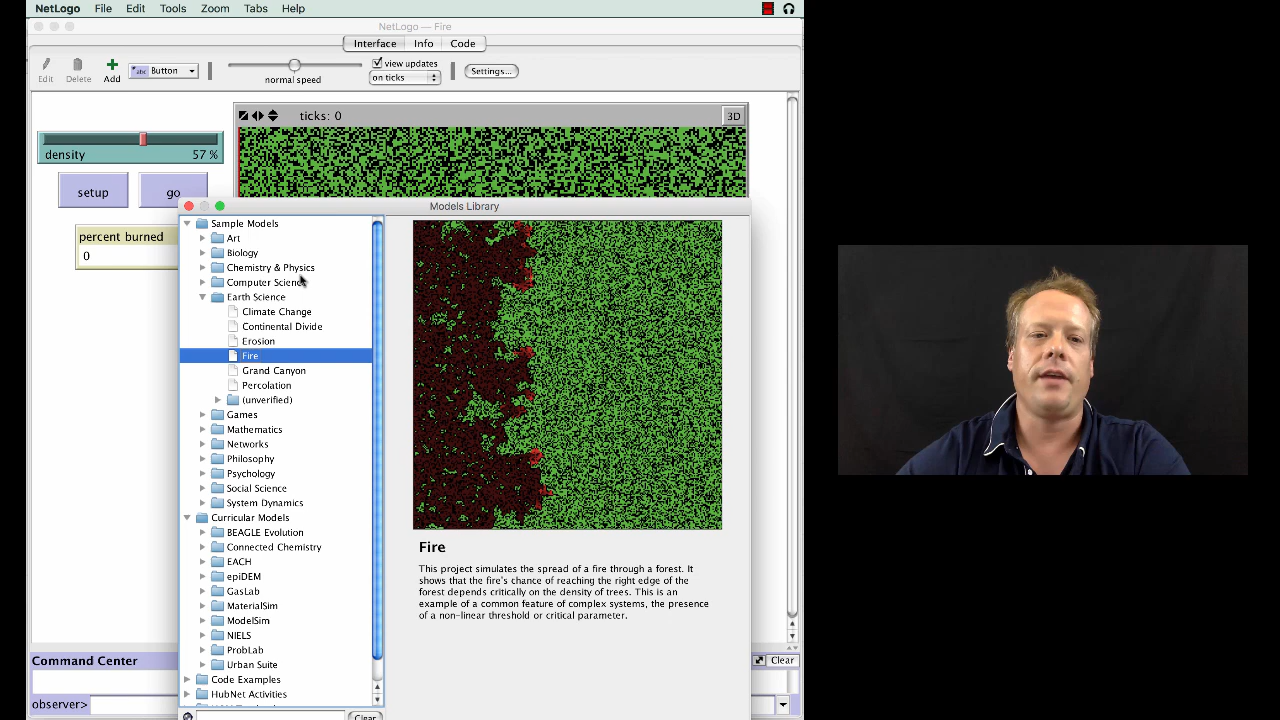 NetLogo File Edit Tools Zoom Tabs Help
NetLogo — Fire
Interface Info Code
Edit Delete Add abc Button normal speed view updates on ticks Settings...
ticks: 0 3D
density 57 %
setup go
percent burned
0
Models Library
Sample Models
Art
Biology
Chemistry & Physics
Computer Science
Earth Science
Climate Change
Continental Divide
Erosion
Fire
Grand Canyon
Percolation
(unverified)
Games
Mathematics
Networks
Philosophy
Psychology
Social Science
System Dynamics
Curricular Models
BEAGLE Evolution
Connected Chemistry
EACH
epiDEM
GasLab
MaterialSim
ModelSim
NIELS
ProbLab
Urban Suite
Code Examples
HubNet Activities
Clear
Fire
This project simulates the spread of a fire through a forest. It
shows that the fire's chance of reaching the right edge of the
forest depends critically on the density of trees. This is an
example of a common feature of complex systems, the presence
of a non-linear threshold or critical parameter.
Command Center Clear
observer>